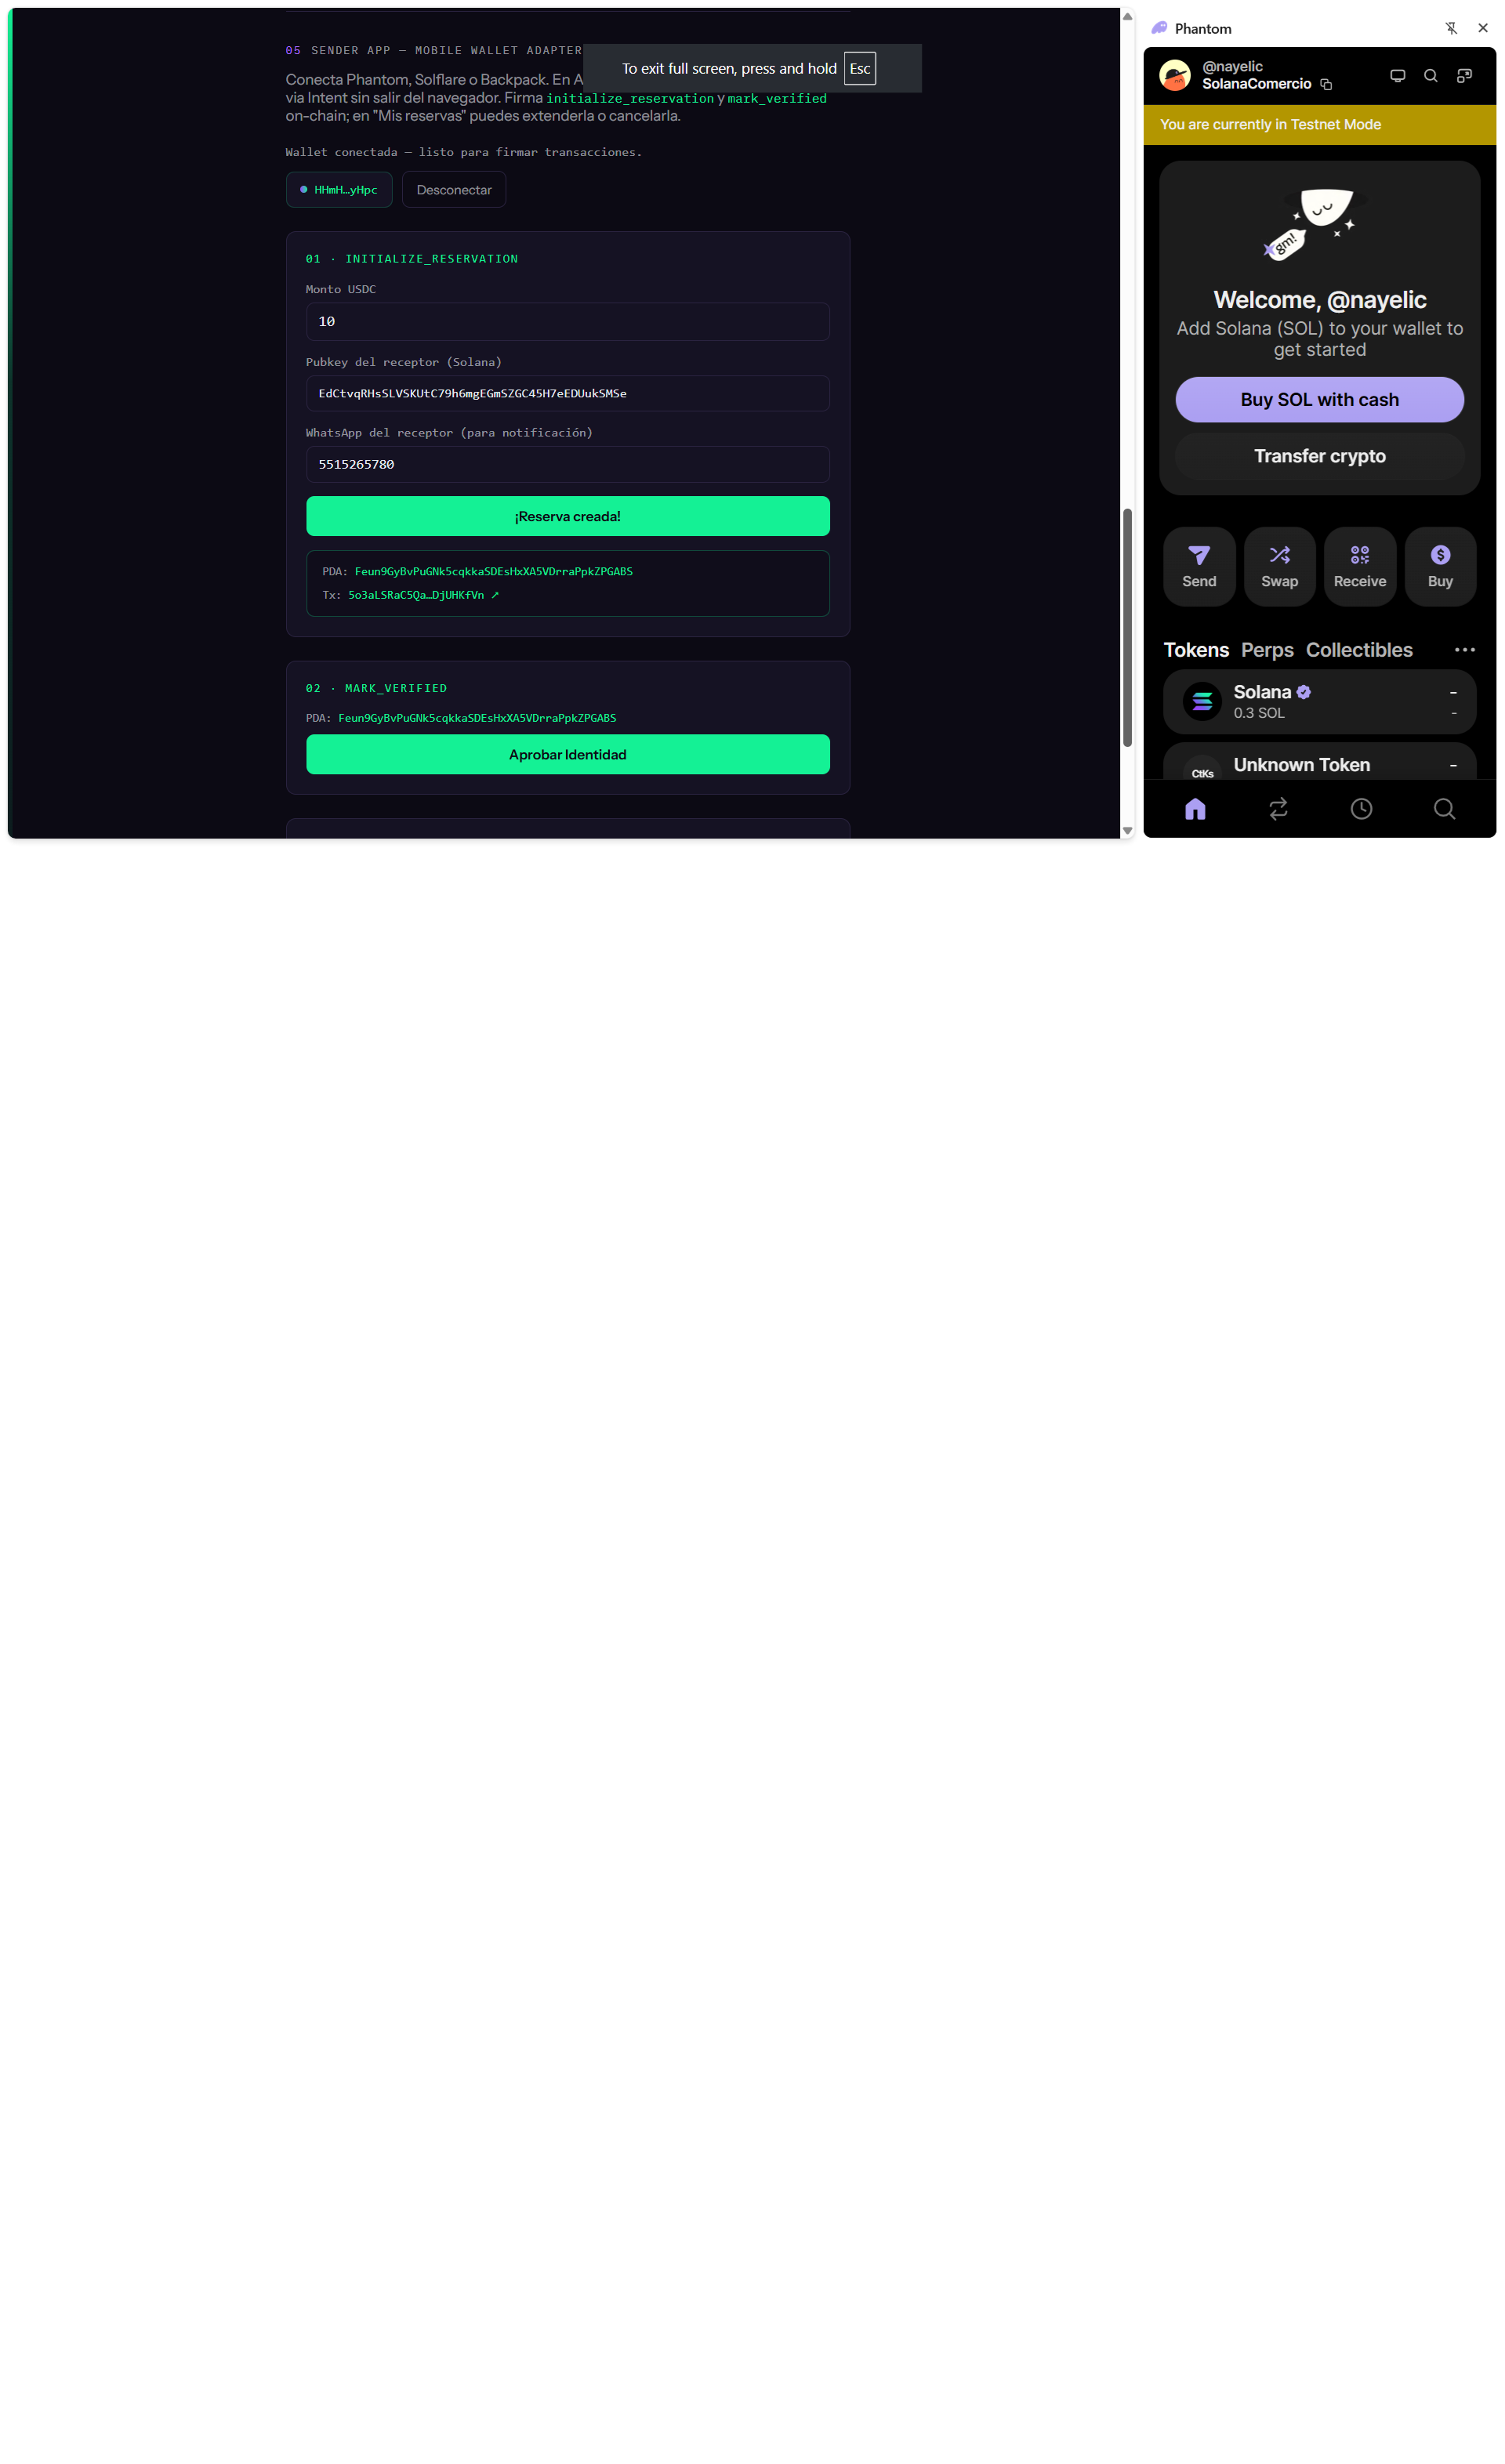 05 SENDER APP — MOBILE WALLET ADAPTER
Conecta Phantom, Solflare o Backpack. En A
via Intent sin salir del navegador. Firma initialize_reservation y mark_verified
on-chain; en "Mis reservas" puedes extenderla o cancelarla.
To exit full screen, press and hold Esc
Wallet conectada — listo para firmar transacciones.
HHmH…yHpc
Desconectar
01 · INITIALIZE_RESERVATION
Monto USDC
10
Pubkey del receptor (Solana)
EdCtvqRHsSLVSKUtC79h6mgEGmSZGC45H7eEDUukSMSe
WhatsApp del receptor (para notificación)
5515265780
¡Reserva creada!
PDA: Feun9GyBvPuGNk5cqkkaSDEsHxXA5VDrraPpkZPGABS
Tx: 5o3aLSRaC5Qa…DjUHKfVn ↗
02 · MARK_VERIFIED
PDA: Feun9GyBvPuGNk5cqkkaSDEsHxXA5VDrraPpkZPGABS
Aprobar Identidad
Phantom
@nayelic
SolanaComercio
You are currently in Testnet Mode
gm!
Welcome, @nayelic
Add Solana (SOL) to your wallet to
get started
Buy SOL with cash
Transfer crypto
Send
Swap
Receive
Buy
Tokens Perps Collectibles
Solana
-
0.3 SOL
-
CtKs
Unknown Token
-